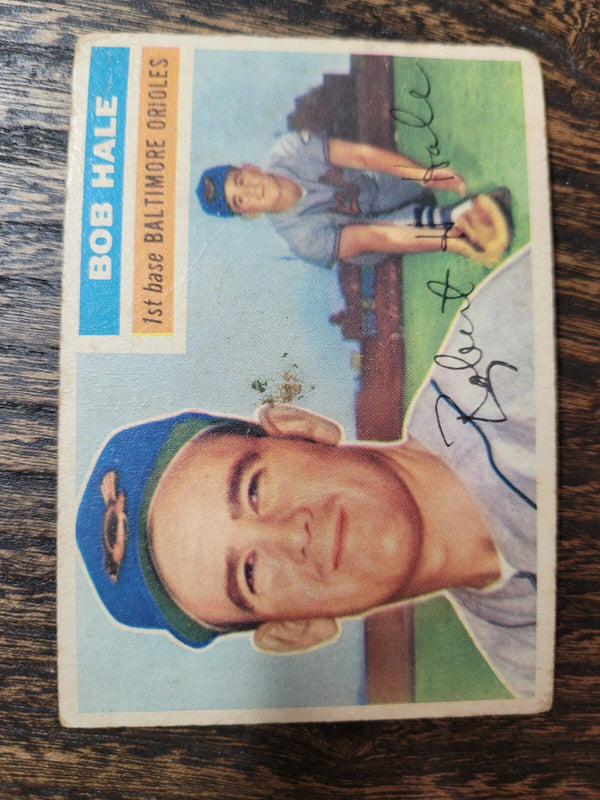 BOB HALE
1st base BALTIMORE ORIOLES
Robert H Hale